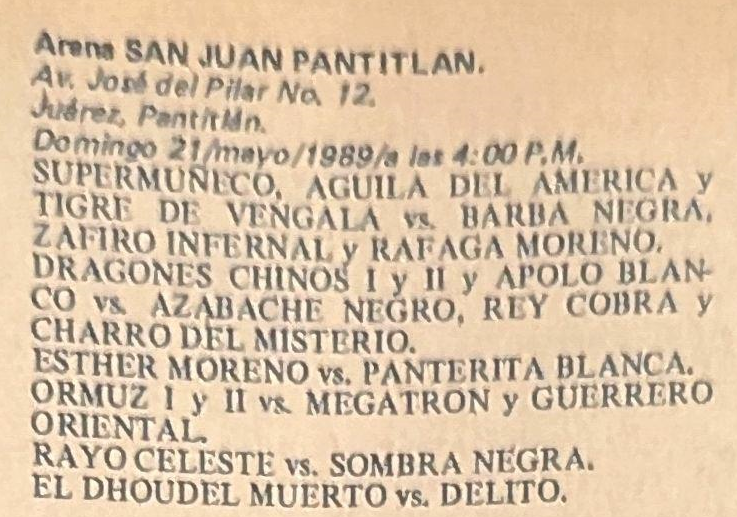 Arena SAN JUAN PANTITLAN.
Av. José del Pilar No. 12.
Juárez, Pantitlán.
Domingo 21/mayo/1989/a las 4:00 P.M.
SUPERMUÑECO, AGUILA DEL AMERICA y
TIGRE DE VENGALA vs. BARBA NEGRA,
ZAFIRO INFERNAL y RAFAGA MORENO.
DRAGONES CHINOS I y II y APOLO BLAN-
CO vs. AZABACHE NEGRO, REY COBRA y
CHARRO DEL MISTERIO.
ESTHER MORENO vs. PANTERITA BLANCA.
ORMUZ I y II vs. MEGATRON y GUERRERO
ORIENTAL.
RAYO CELESTE vs. SOMBRA NEGRA.
EL DHOUDEL MUERTO vs. DELITO.